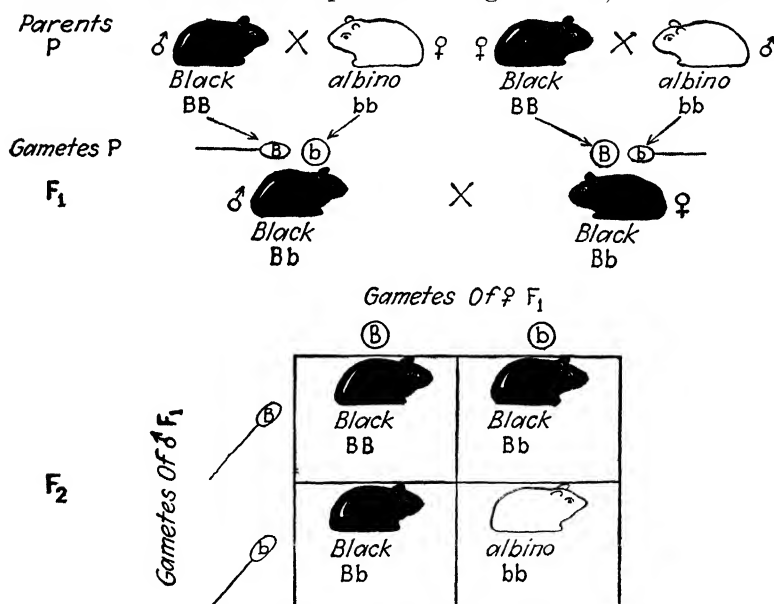 Parents
P
♂ X ♀ ♀ X ♂
Black albino Black albino
BB bb BB bb
Gametes P B b B b
F₁ ♂ X ♀
Black Black
Bb Bb
Gametes Of ♀ F₁
B b
Gametes Of ♂ F₁
B
Black Black
BB Bb
F₂
b
Black albino
Bb bb